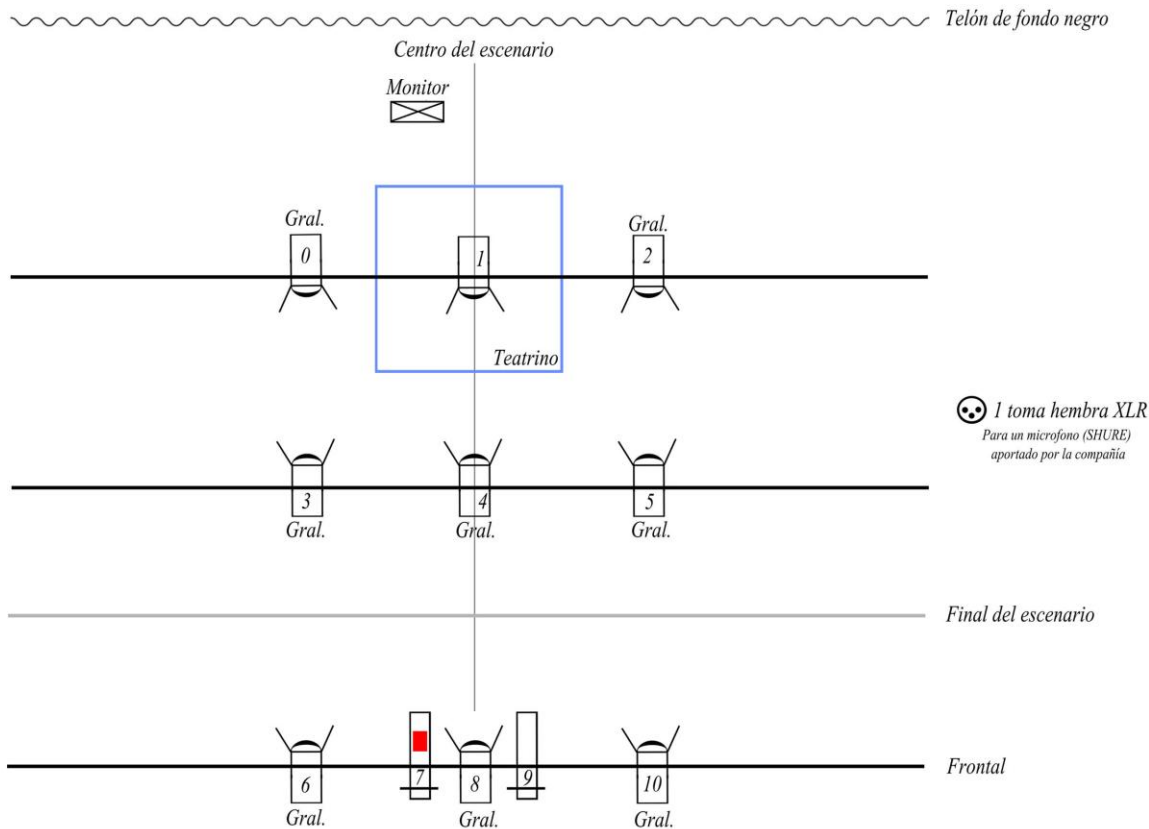 Telón de fondo negro
Centro del escenario
Monitor
Gral.
Gral.
0
1
2
Teatrino
1 toma hembra XLR
Para un microfono (SHURE)
aportado por la compañía
3
4
5
Gral.
Gral.
Gral.
Final del escenario
Frontal
6
7
8
9
10
Gral.
Gral.
Gral.